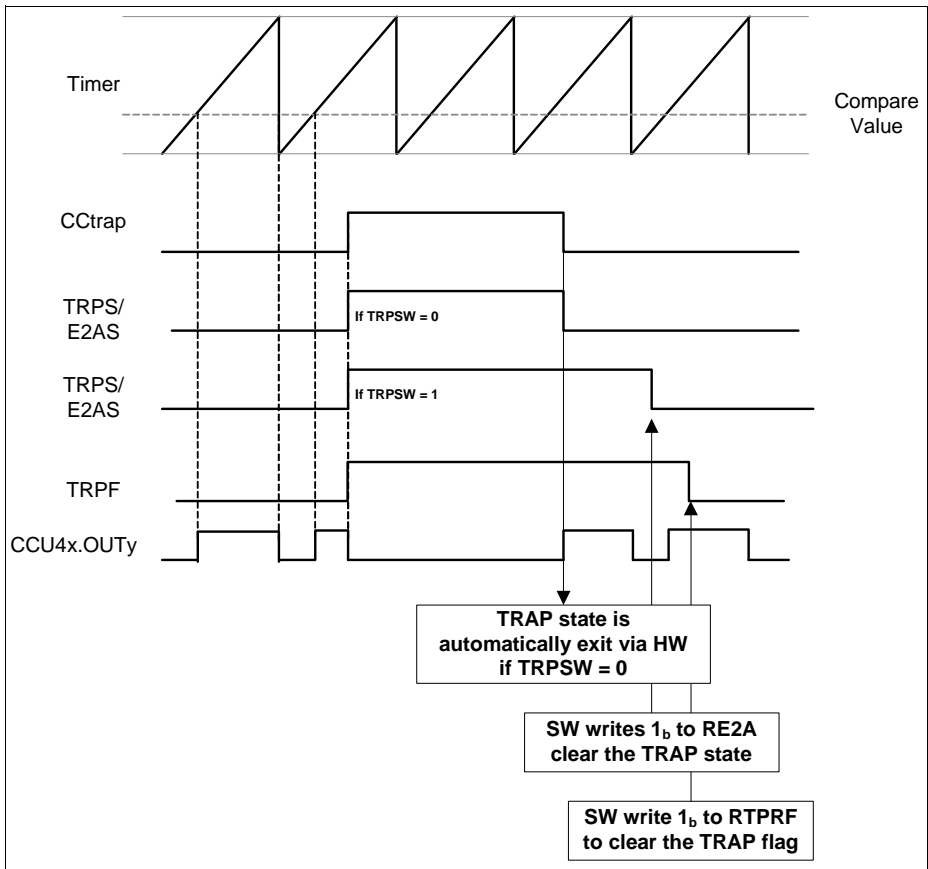 Timer
Compare
Value
CCtrap
TRPS/
E2AS
If TRPSW = 0
TRPS/
E2AS
If TRPSW = 1
TRPF
CCU4x.OUTy
TRAP state is
automatically exit via HW
if TRPSW = 0
SW writes 1b to RE2A
clear the TRAP state
SW write 1b to RTPRF
to clear the TRAP flag